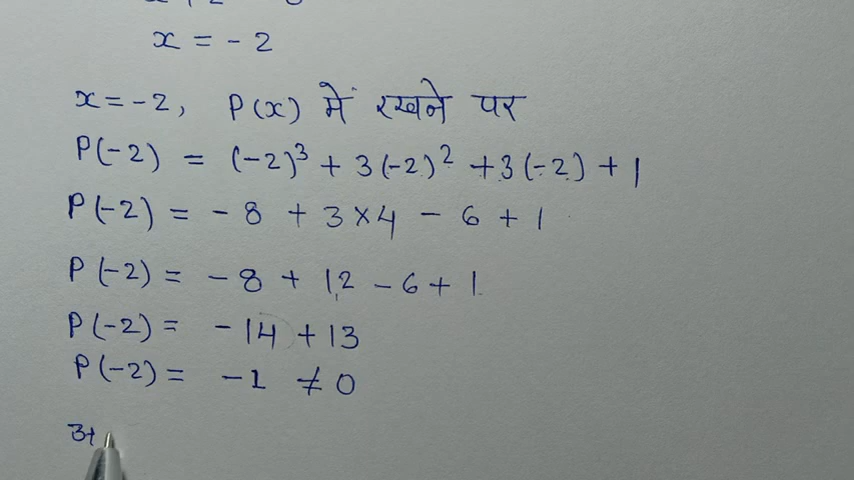 x = - 2
x = - 2, P(x) में रखने पर
P(-2) = (-2)³ + 3(-2)² + 3(-2) + 1
P(-2) = - 8 + 3 × 4 - 6 + 1
P(-2) = - 8 + 12 - 6 + 1
P(-2) = - 14 + 13
P(-2) = - 1 ≠ 0